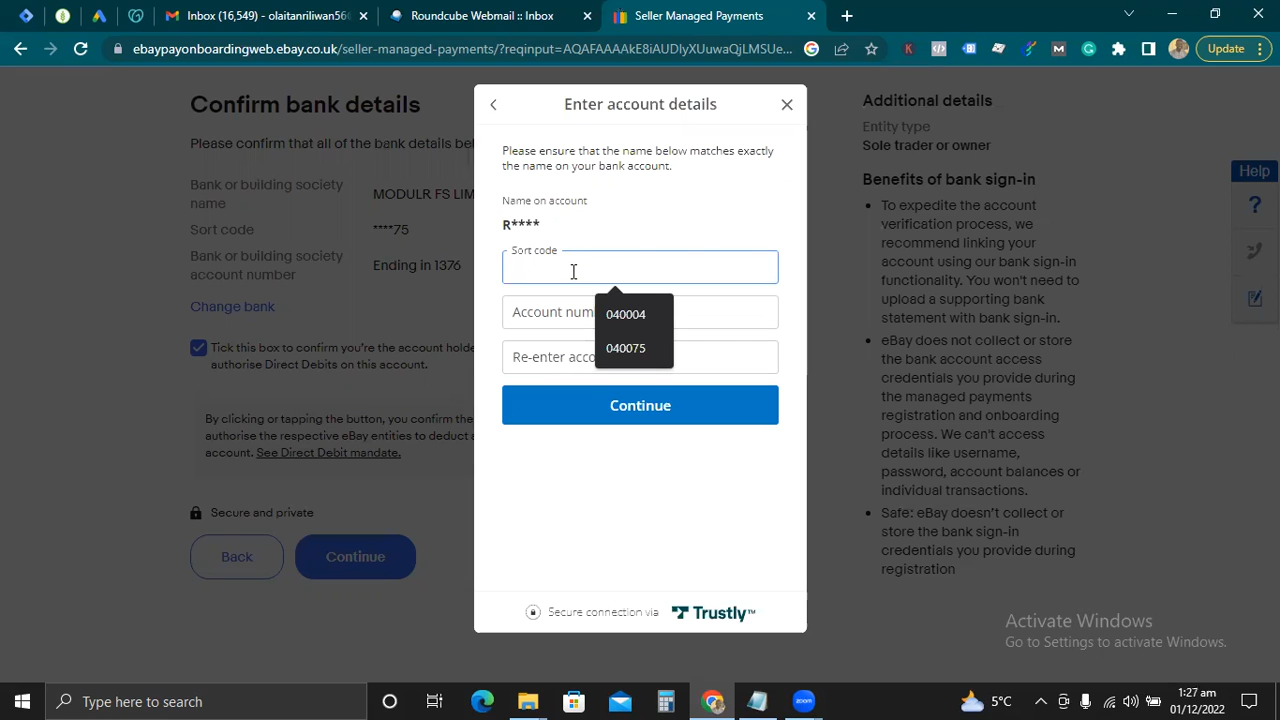 Inbox (16,549) - olaitanriliwan56
Roundcube Webmail :: Inbox
Seller Managed Payments
ebaypayonboardingweb.ebay.co.uk/seller-managed-payments/?reqinput=AQAFAAAAkE8iAUDIyXUuwaQjLMSUe...
Update
Confirm bank details
Please confirm that all of the bank details bel
Bank or building society name
MODULR FS LIM
Sort code
****75
Bank or building society account number
Ending in 1376
Change bank
Tick this box to confirm you're the account holde
authorise Direct Debits on this account.
By clicking or tapping the button, you confirm the
authorise the respective eBay entities to deduct a
account. See Direct Debit mandate.
Secure and private
Back
Continue
Enter account details
Please ensure that the name below matches exactly
the name on your bank account.
Name on account
R****
Sort code
040004
040075
Account num
Re-enter acco
Continue
Secure connection via
Trustly™
Additional details
Entity type
Sole trader or owner
Benefits of bank sign-in
To expedite the account
verification process, we
recommend linking your
account using our bank sign-in
functionality. You won't need to
upload a supporting bank
statement with bank sign-in.
eBay does not collect or
store the bank account access
credentials you provide during
the managed payments
registration and onboarding
process. We can't access
details like username,
password, account balances or
individual transactions.
Safe: eBay doesn't collect or
store the bank sign-in
credentials you provide during
registration
Help
Activate Windows
Go to Settings to activate Windows.
Type here to search
zoom
5°C
1:27 am
01/12/2022